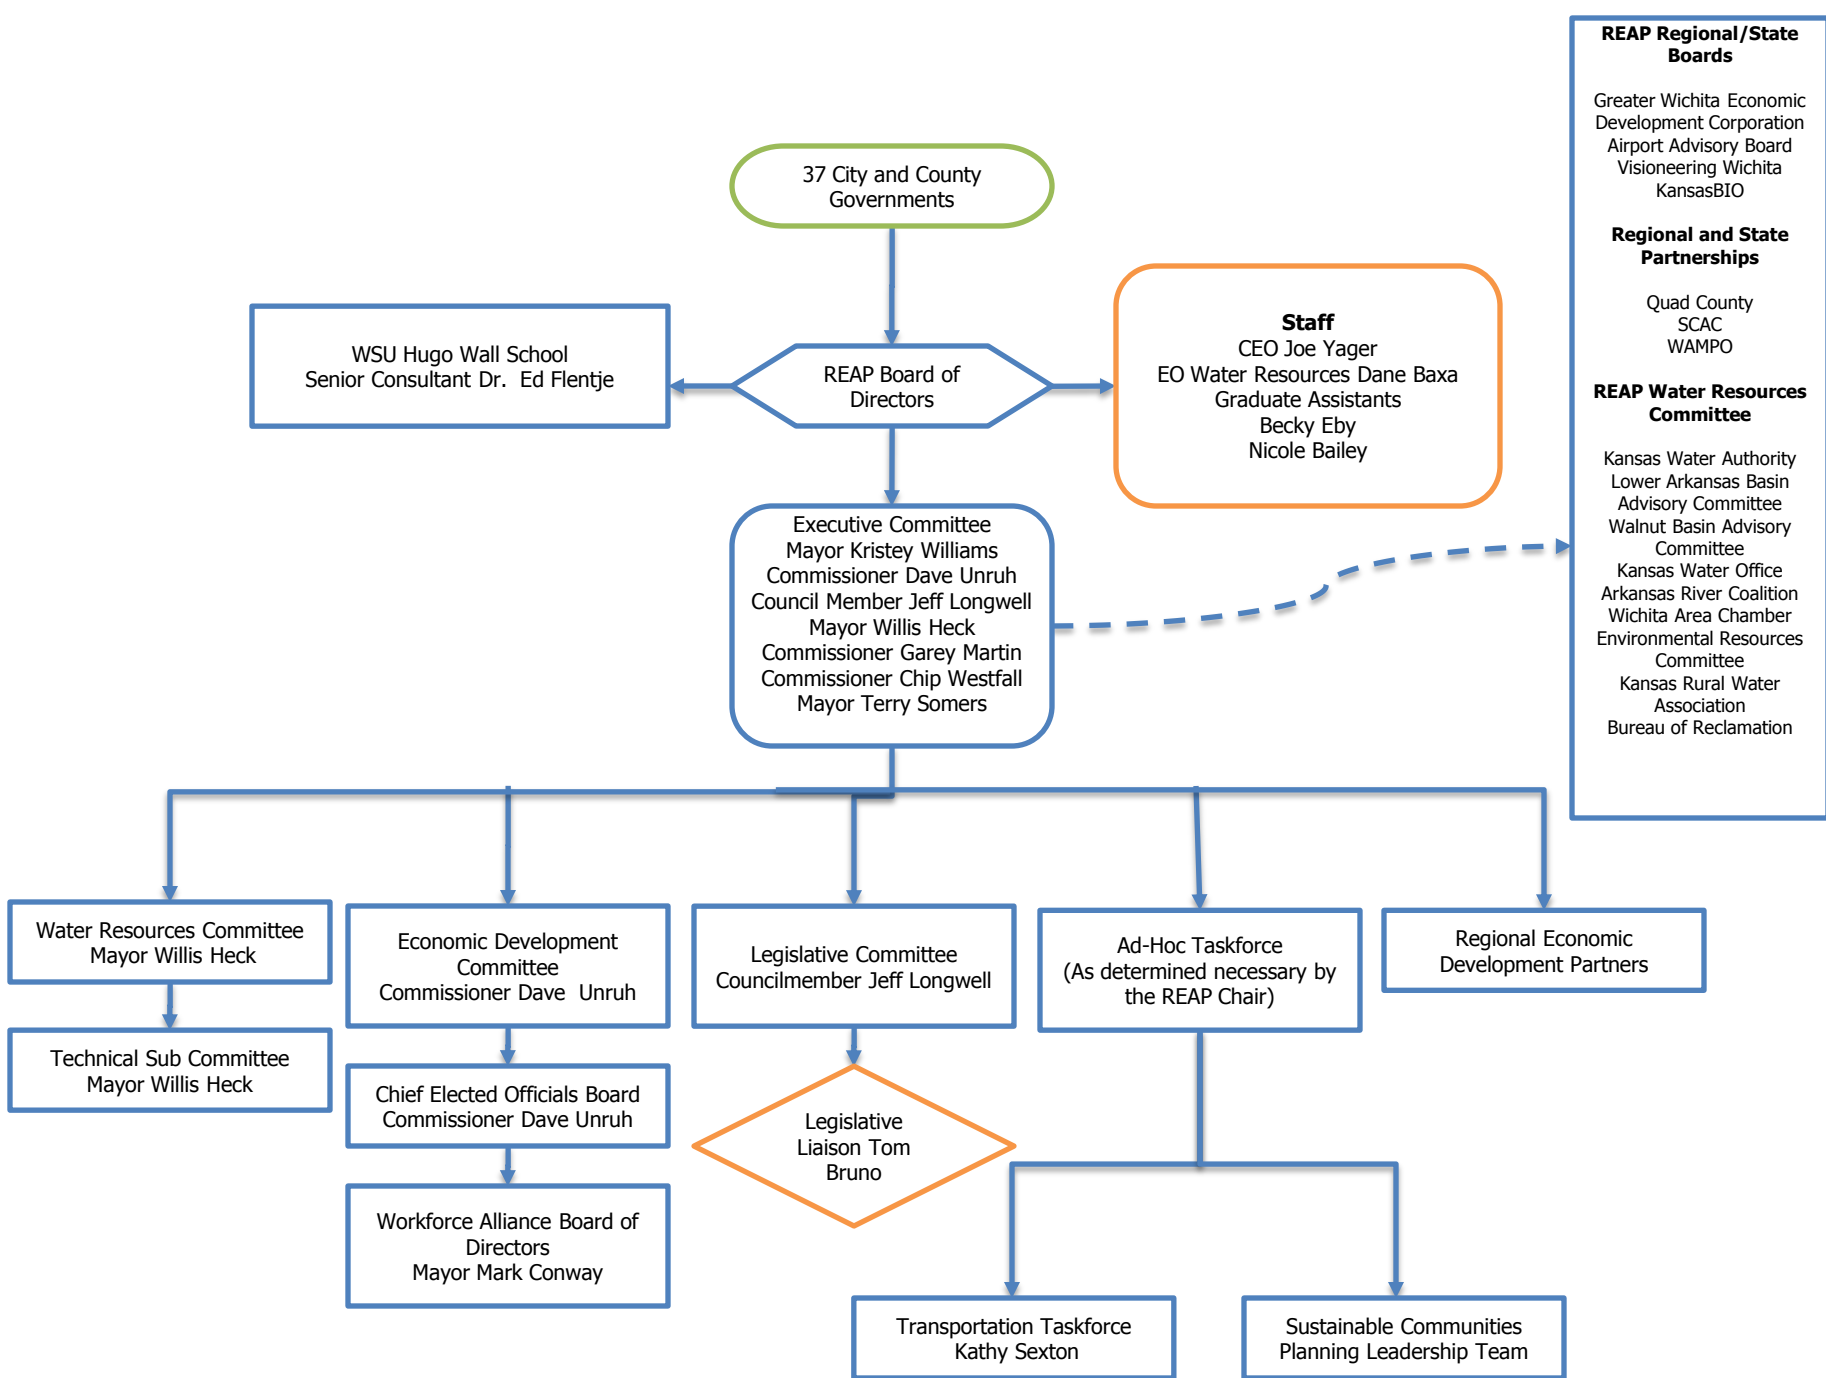 37 City and County
Governments
WSU Hugo Wall School
Senior Consultant Dr.  Ed Flentje
REAP Board of
Directors
Staff
CEO Joe Yager
EO Water Resources Dane Baxa
Graduate Assistants
Becky Eby
Nicole Bailey
Executive Committee
Mayor Kristey Williams
Commissioner Dave Unruh
Council Member Jeff Longwell
Mayor Willis Heck
Commissioner Garey Martin
Commissioner Chip Westfall
Mayor Terry Somers
REAP Regional/State
Boards
Greater Wichita Economic
Development Corporation
Airport Advisory Board
Visioneering Wichita
KansasBIO
Regional and State
Partnerships
Quad County
SCAC
WAMPO
REAP Water Resources
Committee
Kansas Water Authority
Lower Arkansas Basin
Advisory Committee
Walnut Basin Advisory
Committee
Kansas Water Office
Arkansas River Coalition
Wichita Area Chamber
Environmental Resources
Committee
Kansas Rural Water
Association
Bureau of Reclamation
Water Resources Committee
Mayor Willis Heck
Technical Sub Committee
Mayor Willis Heck
Economic Development
Committee
Commissioner Dave  Unruh
Chief Elected Officials Board
Commissioner Dave Unruh
Workforce Alliance Board of
Directors
Mayor Mark Conway
Legislative Committee
Councilmember Jeff Longwell
Legislative
Liaison Tom
Bruno
Ad-Hoc Taskforce
(As determined necessary by
the REAP Chair)
Regional Economic
Development Partners
Transportation Taskforce
Kathy Sexton
Sustainable Communities
Planning Leadership Team